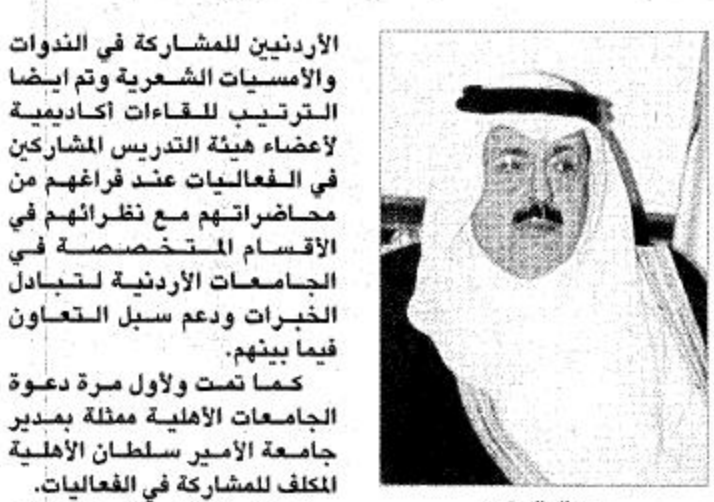 الأردنيين للمشاركة في الندوات
والأمسيات الشعرية وتم ايضا
الترتيب للقاءات أكاديمية
لأعضاء هيئة التدريس المشاركين
في الفعاليات عند فراغهم من
محاضراتهم مع نظرائهم في
الأقسام المتخصصة في
الجامعات الأردنية لتبادل
الخبرات ودعم سبل التعاون
فيما بينهم.
كما تمت ولأول مرة دعوة
الجامعات الأهلية ممثلة بمدير
جامعة الأمير سلطان الأهلية
المكلف للمشاركة في الفعاليات.